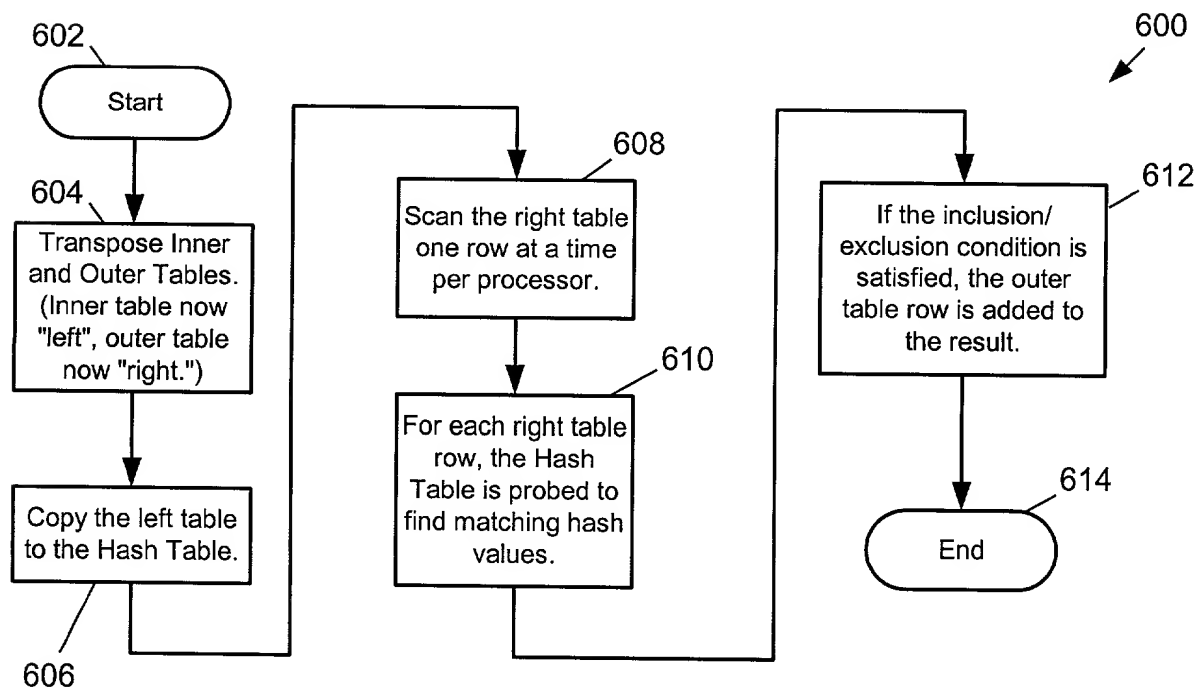 600
602
Start
604
Transpose Inner
and Outer Tables.
(Inner table now
"left", outer table
now "right.")
Copy the left table
to the Hash Table.
606
608
Scan the right table
one row at a time
per processor.
610
For each right table
row, the Hash
Table is probed to
find matching hash
values.
612
If the inclusion/
exclusion condition is
satisfied, the outer
table row is added to
the result.
614
End